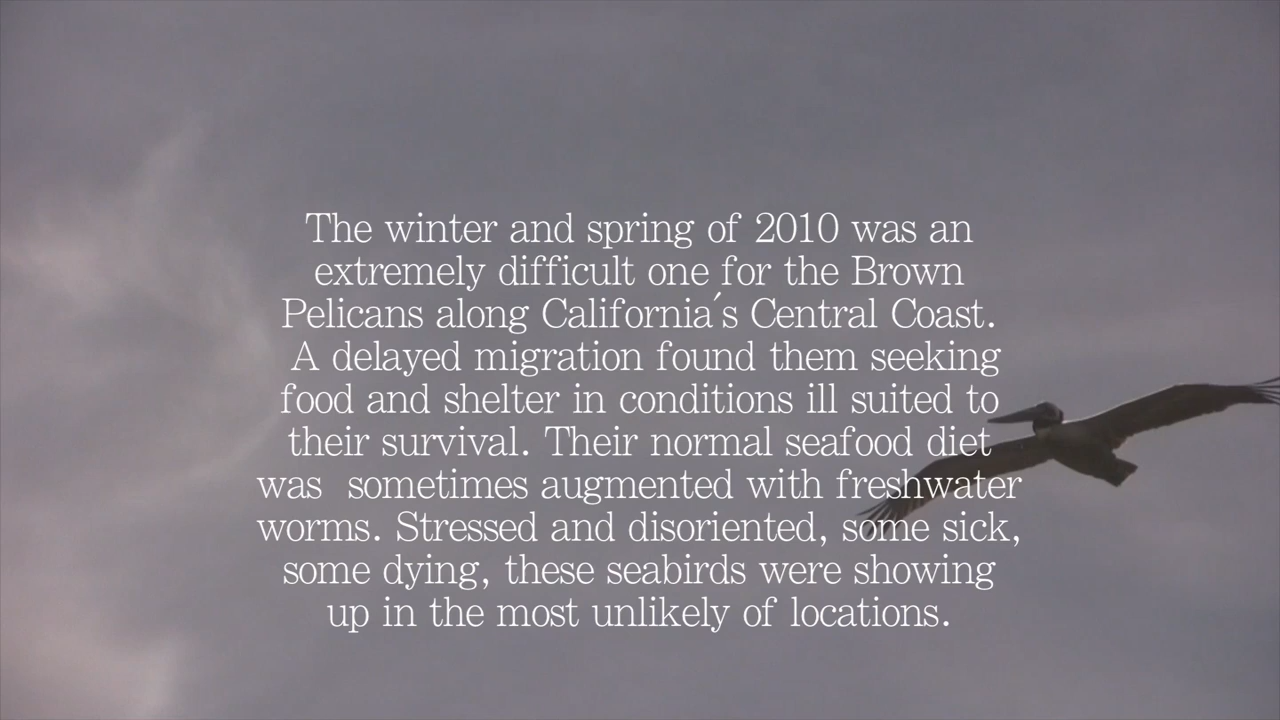 The winter and spring of 2010 was an
extremely difficult one for the Brown
Pelicans along California´s Central Coast.
A delayed migration found them seeking
food and shelter in conditions ill suited to
their survival. Their normal seafood diet
was  sometimes augmented with freshwater
worms. Stressed and disoriented, some sick,
some dying, these seabirds were showing
up in the most unlikely of locations.